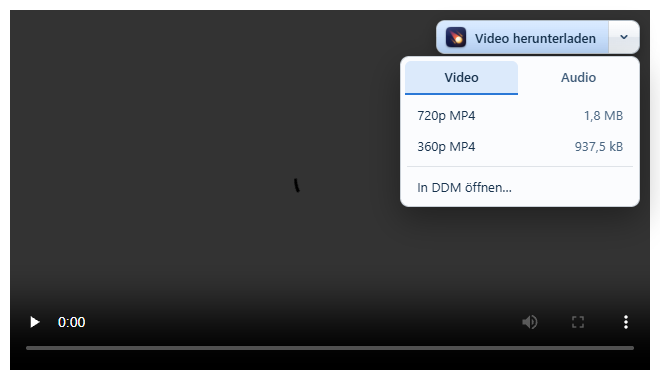 Video herunterladen
Video Audio
720p MP4 1,8 MB
360p MP4 937,5 kB
In DDM öffnen...
0:00